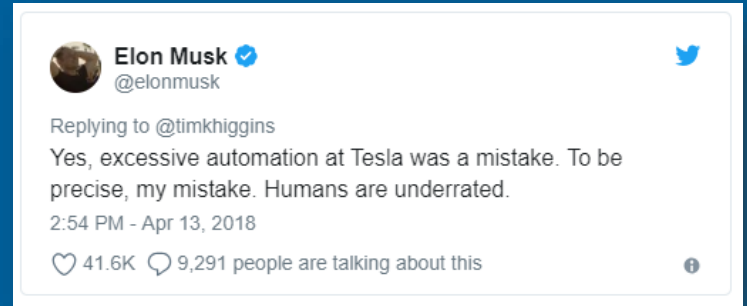 Elon Musk
@elonmusk
Replying to @timkhiggins
Yes, excessive automation at Tesla was a mistake. To be
precise, my mistake. Humans are underrated.
2:54 PM - Apr 13, 2018
41.6K 9,291 people are talking about this